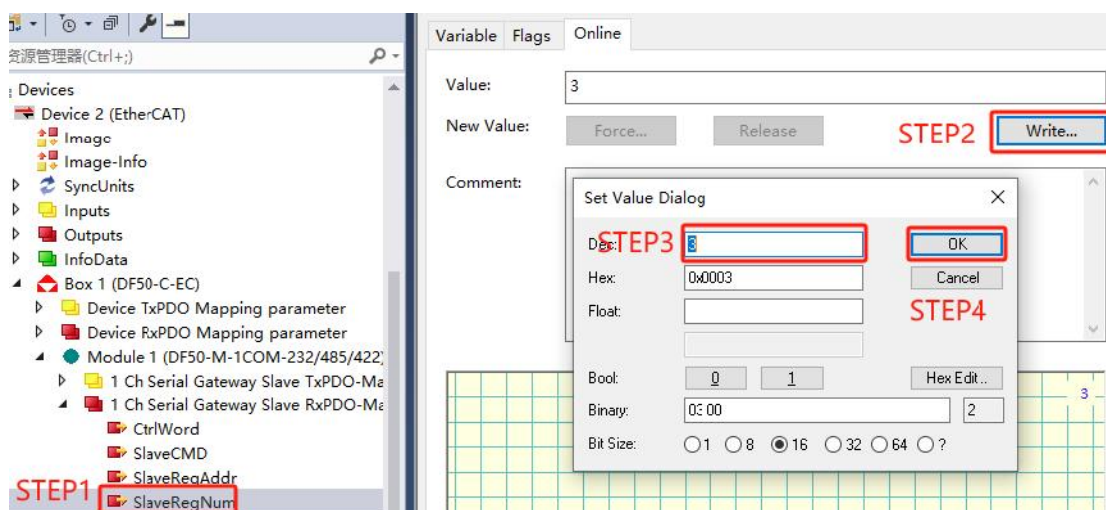 资源管理器(Ctrl+;)
Devices
Device 2 (EtherCAT)
Image
Image-Info
SyncUnits
Inputs
Outputs
InfoData
Box 1 (DF50-C-EC)
Device TxPDO Mapping parameter
Device RxPDO Mapping parameter
Module 1 (DF50-M-1COM-232/485/422)
1 Ch Serial Gateway Slave TxPDO-Ma
1 Ch Serial Gateway Slave RxPDO-Ma
CtrlWord
SlaveCMD
SlaveRegAddr
STEP1 SlaveRegNum
Variable Flags Online
Value: 3
New Value: Force... Release STEP2 Write...
Comment:
Set Value Dialog
Dec: STEP3 3 OK
Hex: 0x0003 Cancel
Float: STEP4
Bool: 0 1 Hex Edit..
Binary: 03 00 2
Bit Size: 1 8 16 32 64 ?
3